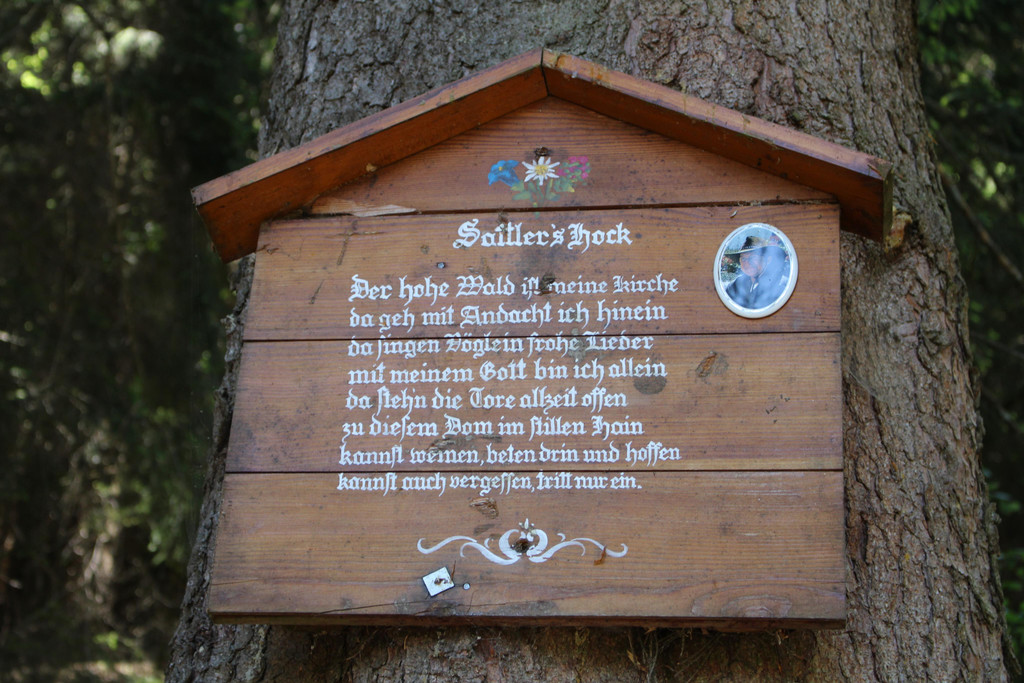 Sattler's Hock
Der hohe Wald ist meine Kirche
da geh mit Andacht ich hinein
da singen Vöglein frohe Lieder
mit meinem Gott bin ich allein
da stehn die Tore allzeit offen
zu diesem Dom im stillen Hain
kannst weinen, beten drin und hoffen
kannst auch vergessen, tritt nur ein.